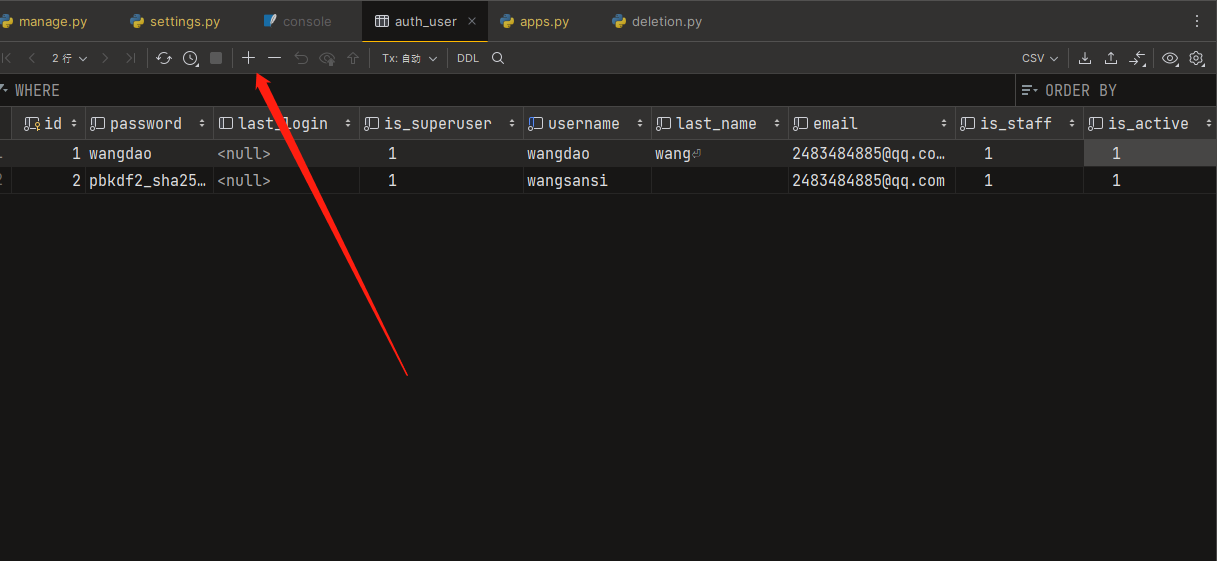 manage.py settings.py console auth_user apps.py deletion.py
2 行 Tx: 自动 DDL CSV
WHERE ORDER BY
id password last_login is_superuser username last_name email is_staff is_active
1 wangdao <null> 1 wangdao wang⏎ 2483484885@qq.co… 1 1
2 2 pbkdf2_sha25… <null> 1 wangsansi 2483484885@qq.com 1 1